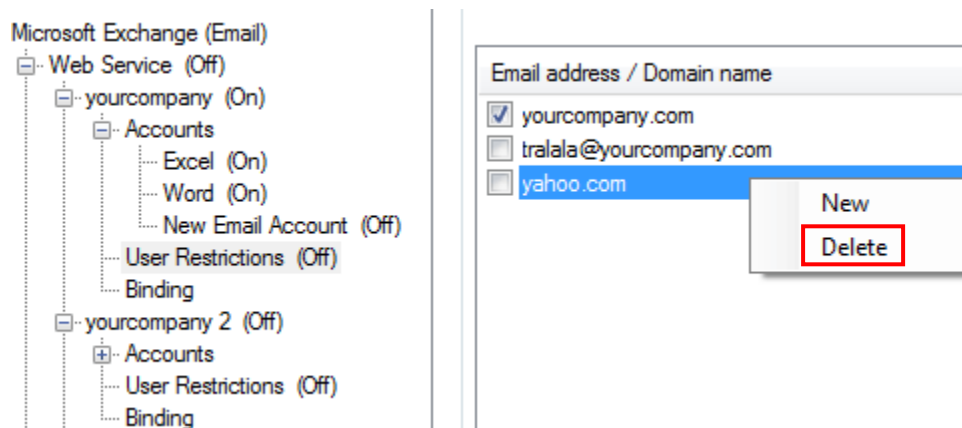 Microsoft Exchange (Email)
Web Service (Off)
yourcompany (On)
Accounts
Excel (On)
Word (On)
New Email Account (Off)
User Restrictions (Off)
Binding
yourcompany 2 (Off)
Accounts
User Restrictions (Off)
Binding
Email address / Domain name
yourcompany.com
tralala@yourcompany.com
yahoo.com
New
Delete